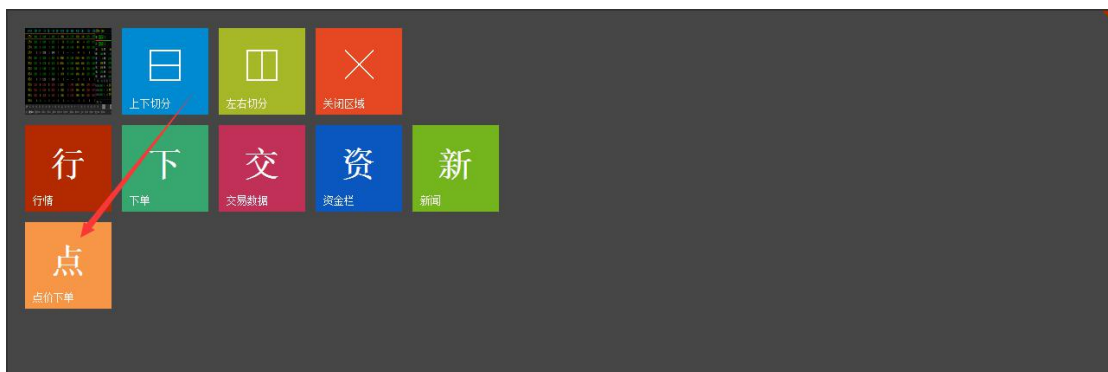 上下切分
左右切分
关闭区域
行
行情
下
下单
交
交易数据
资
资金栏
新
新闻
点
点价下单